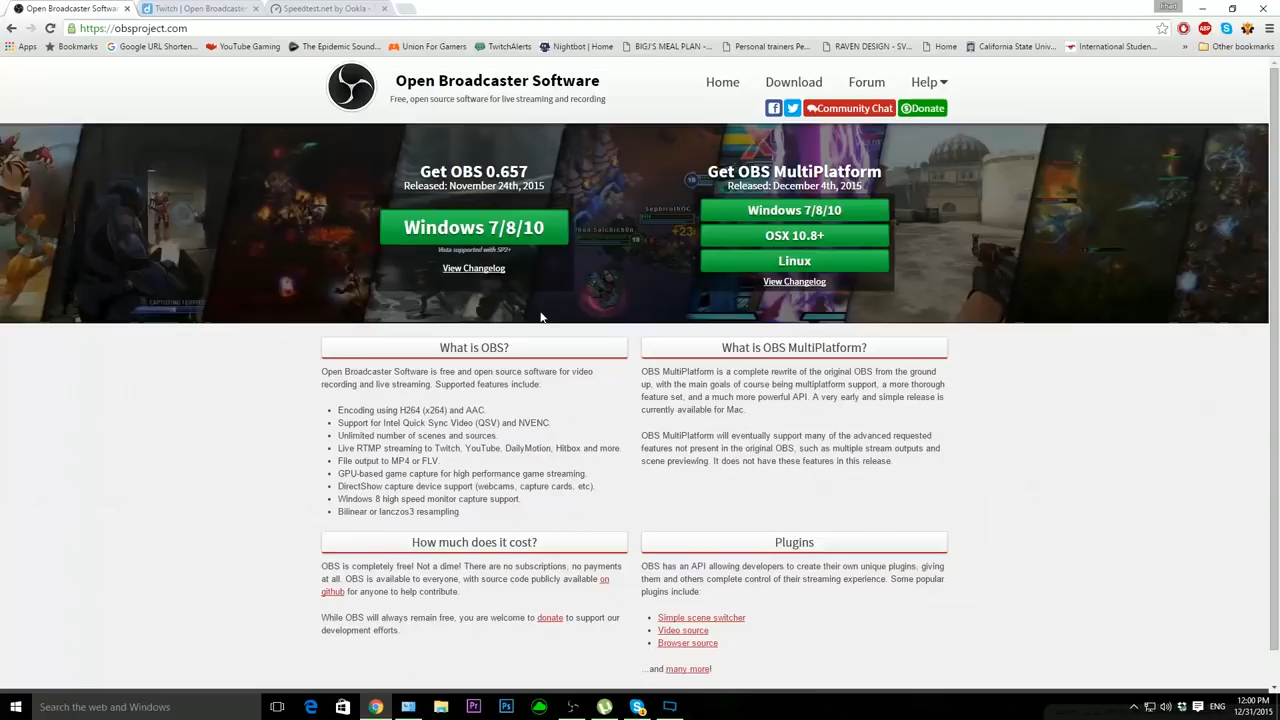 Open Broadcaster Softwar
Twitch | Open Broadcaster
Speedtest.net by Ookla -
Jihad
https://obsproject.com
Apps
Bookmarks
Google URL Shorten...
YouTube Gaming
The Epidemic Sound...
Union For Gamers
TwitchAlerts
Nightbot | Home
BIGJ'S MEAL PLAN -...
Personal trainers Pe...
RAVEN DESIGN - SV...
Home
California State Univ...
International Studen...
»
Other bookmarks
Open Broadcaster Software
Free, open source software for live streaming and recording
Home
Download
Forum
Help
Community Chat
Donate
Get OBS 0.657
Released: November 24th, 2015
Windows 7/8/10
Vista supported with SP2+
View Changelog
Get OBS MultiPlatform
Released: December 4th, 2015
Windows 7/8/10
OSX 10.8+
Linux
View Changelog
What is OBS?
Open Broadcaster Software is free and open source software for video
recording and live streaming. Supported features include:
• Encoding using H264 (x264) and AAC.
• Support for Intel Quick Sync Video (QSV) and NVENC.
• Unlimited number of scenes and sources.
• Live RTMP streaming to Twitch, YouTube, DailyMotion, Hitbox and more.
• File output to MP4 or FLV.
• GPU-based game capture for high performance game streaming.
• DirectShow capture device support (webcams, capture cards, etc).
• Windows 8 high speed monitor capture support.
• Bilinear or lanczos3 resampling
What is OBS MultiPlatform?
OBS MultiPlatform is a complete rewrite of the original OBS from the ground
up, with the main goals of course being multiplatform support, a more thorough
feature set, and a much more powerful API. A very early and simple release is
currently available for Mac.
OBS MultiPlatform will eventually support many of the advanced requested
features not present in the original OBS, such as multiple stream outputs and
scene previewing. It does not have these features in this release.
How much does it cost?
OBS is completely free! Not a dime! There are no subscriptions, no payments
at all. OBS is available to everyone, with source code publicly available on
github for anyone to help contribute.
While OBS will always remain free, you are welcome to donate to support our
development efforts.
Plugins
OBS has an API allowing developers to create their own unique plugins, giving
them and others complete control of their streaming experience. Some popular
plugins include:
• Simple scene switcher
• Video source
• Browser source
...and many more!
Search the web and Windows
ENG
12:00 PM
12/31/2015